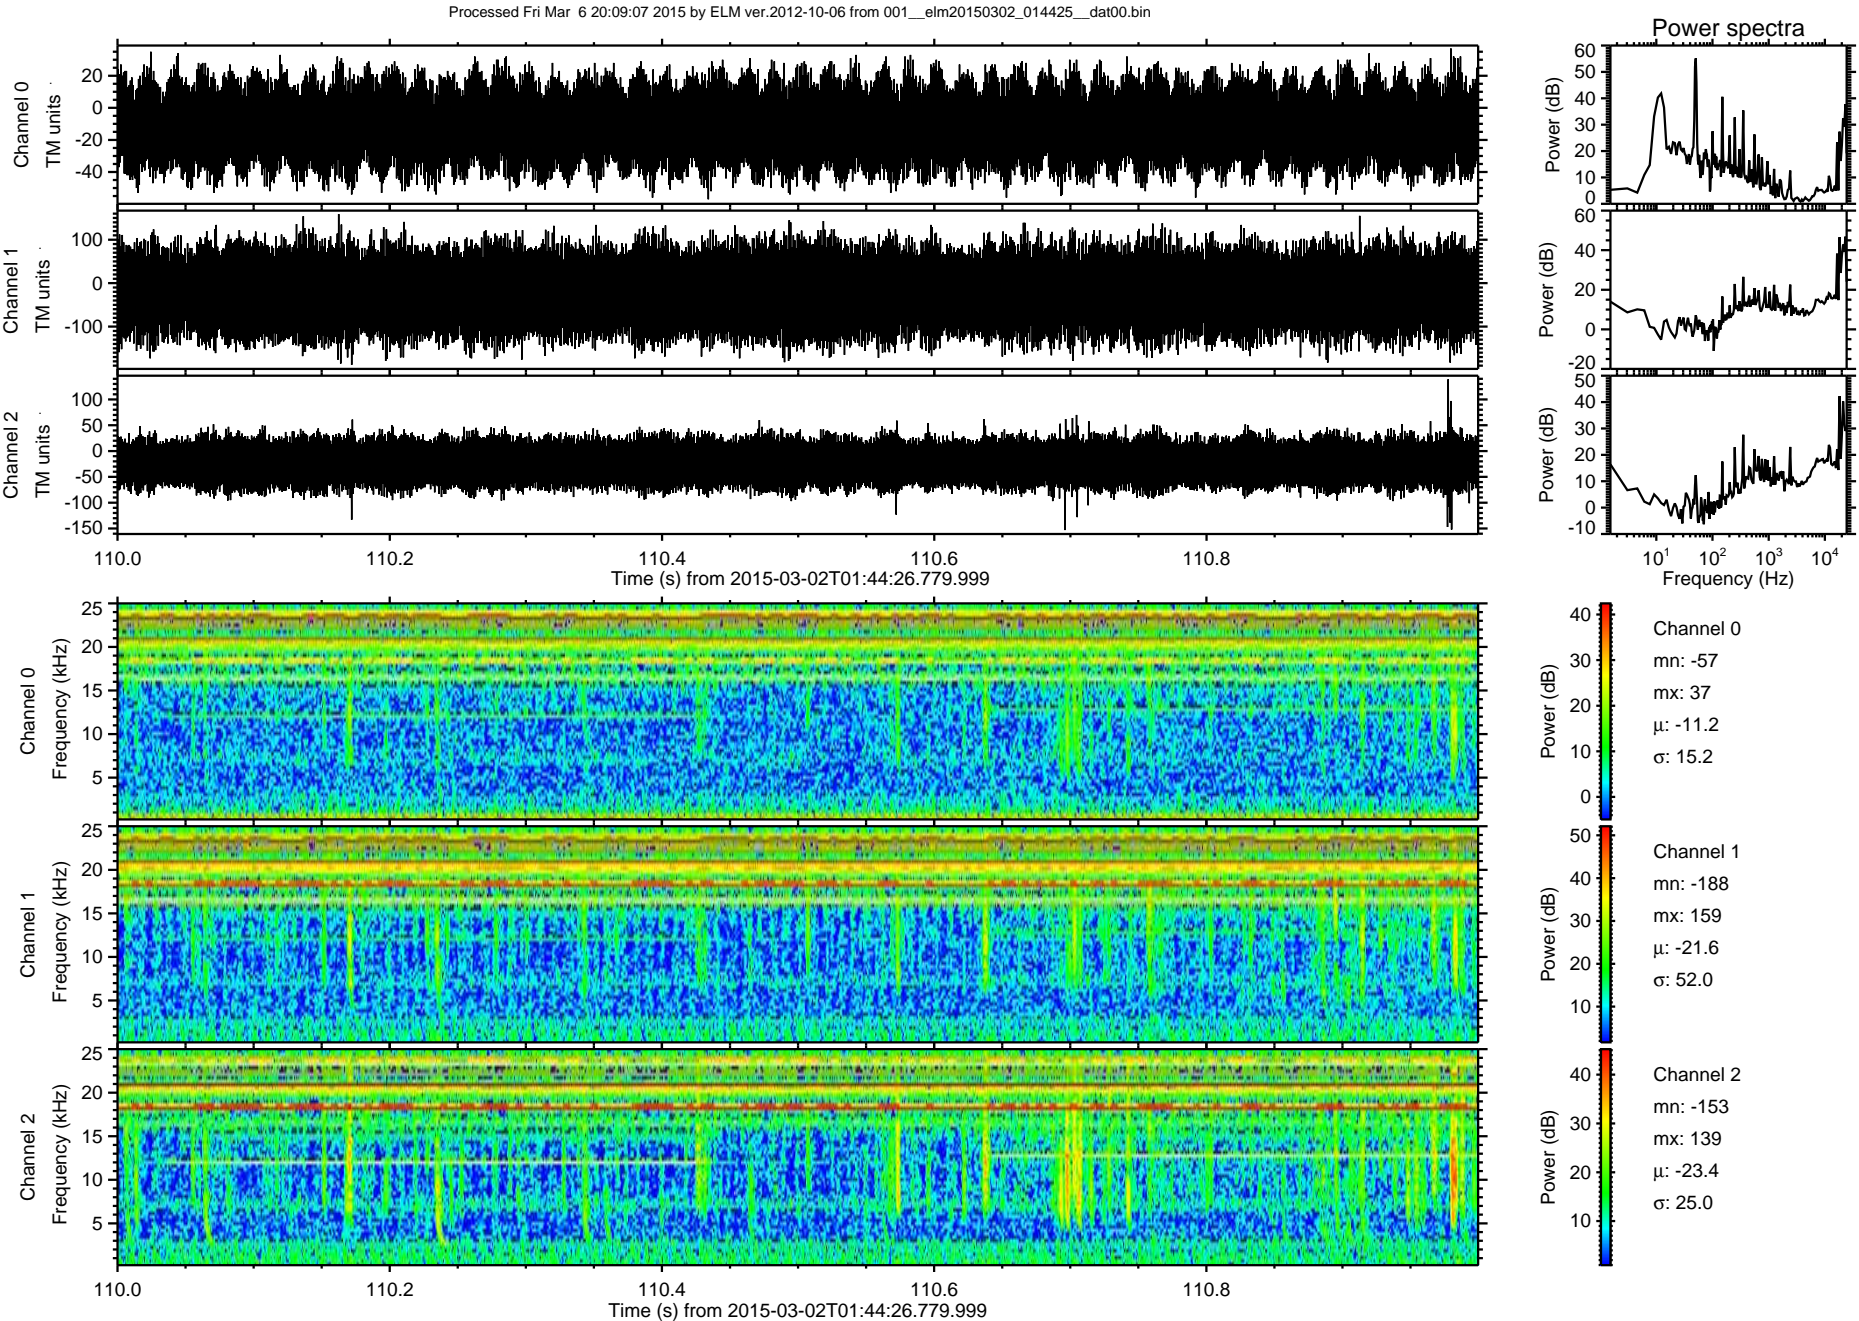 Processed Fri Mar  6 20:09:07 2015 by ELM ver.2012-10-06 from 001__elm20150302_014425__dat00.bin
Power spectra
Channel 0
TM units
20
0
-20
-40
Power (dB)
60
50
40
30
20
10
0
Channel 1
TM units
100
0
-100
Power (dB)
60
40
20
0
-20
Channel 2
TM units
100
50
0
-50
-100
-150
Power (dB)
50
40
30
20
10
0
-10
110.0 110.2 110.4 110.6 110.8
Time (s) from 2015-03-02T01:44:26.779.999
10^1 10^2 10^3 10^4
Frequency (Hz)
Channel 0
Frequency (kHz)
25
20
15
10
5
Power (dB)
40
30
20
10
0
Channel 0
mn: -57
mx: 37
μ: -11.2
σ: 15.2
Channel 1
Frequency (kHz)
25
20
15
10
5
Power (dB)
50
40
30
20
10
Channel 1
mn: -188
mx: 159
μ: -21.6
σ: 52.0
Channel 2
Frequency (kHz)
25
20
15
10
5
Power (dB)
40
30
20
10
Channel 2
mn: -153
mx: 139
μ: -23.4
σ: 25.0
110.0 110.2 110.4 110.6 110.8
Time (s) from 2015-03-02T01:44:26.779.999